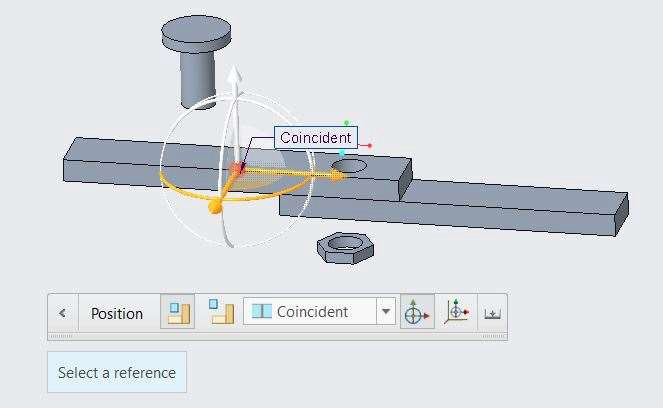 Coincident
Position
Coincident
Select a reference